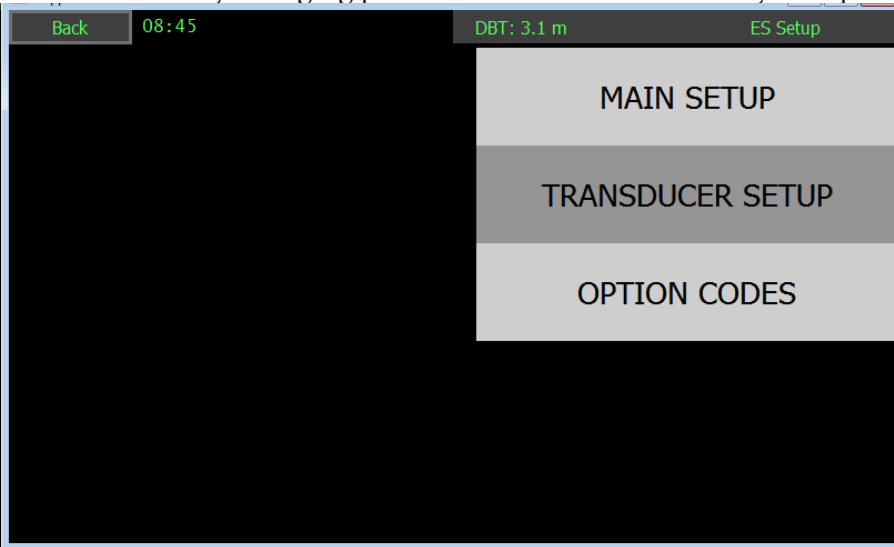 Back 08:45 DBT: 3.1 m ES Setup
MAIN SETUP
TRANSDUCER SETUP
OPTION CODES